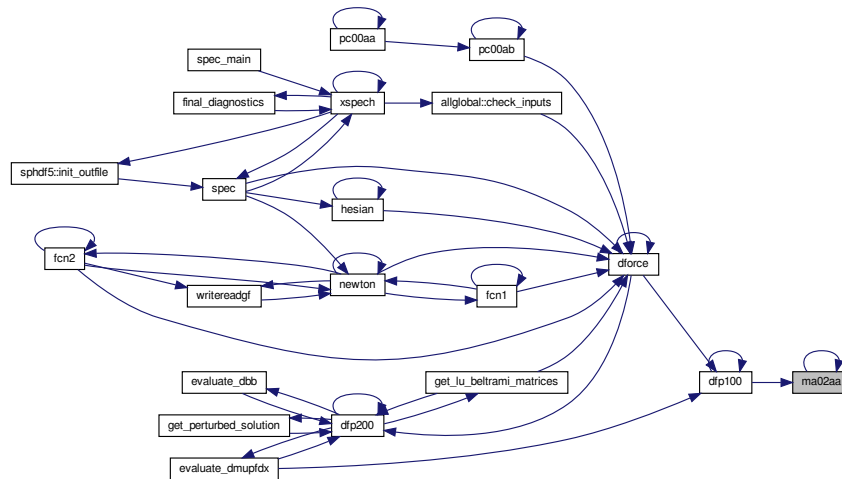 pc00aa
pc00ab
spec_main
final_diagnostics
xspech
allglobal::check_inputs
sphdf5::init_outfile
spec
hesian
fcn2
dforce
newton
writereadgf
fcn1
evaluate_dbb
get_lu_beltrami_matrices
dfp100
ma02aa
get_perturbed_solution
dfp200
evaluate_dmupfdx